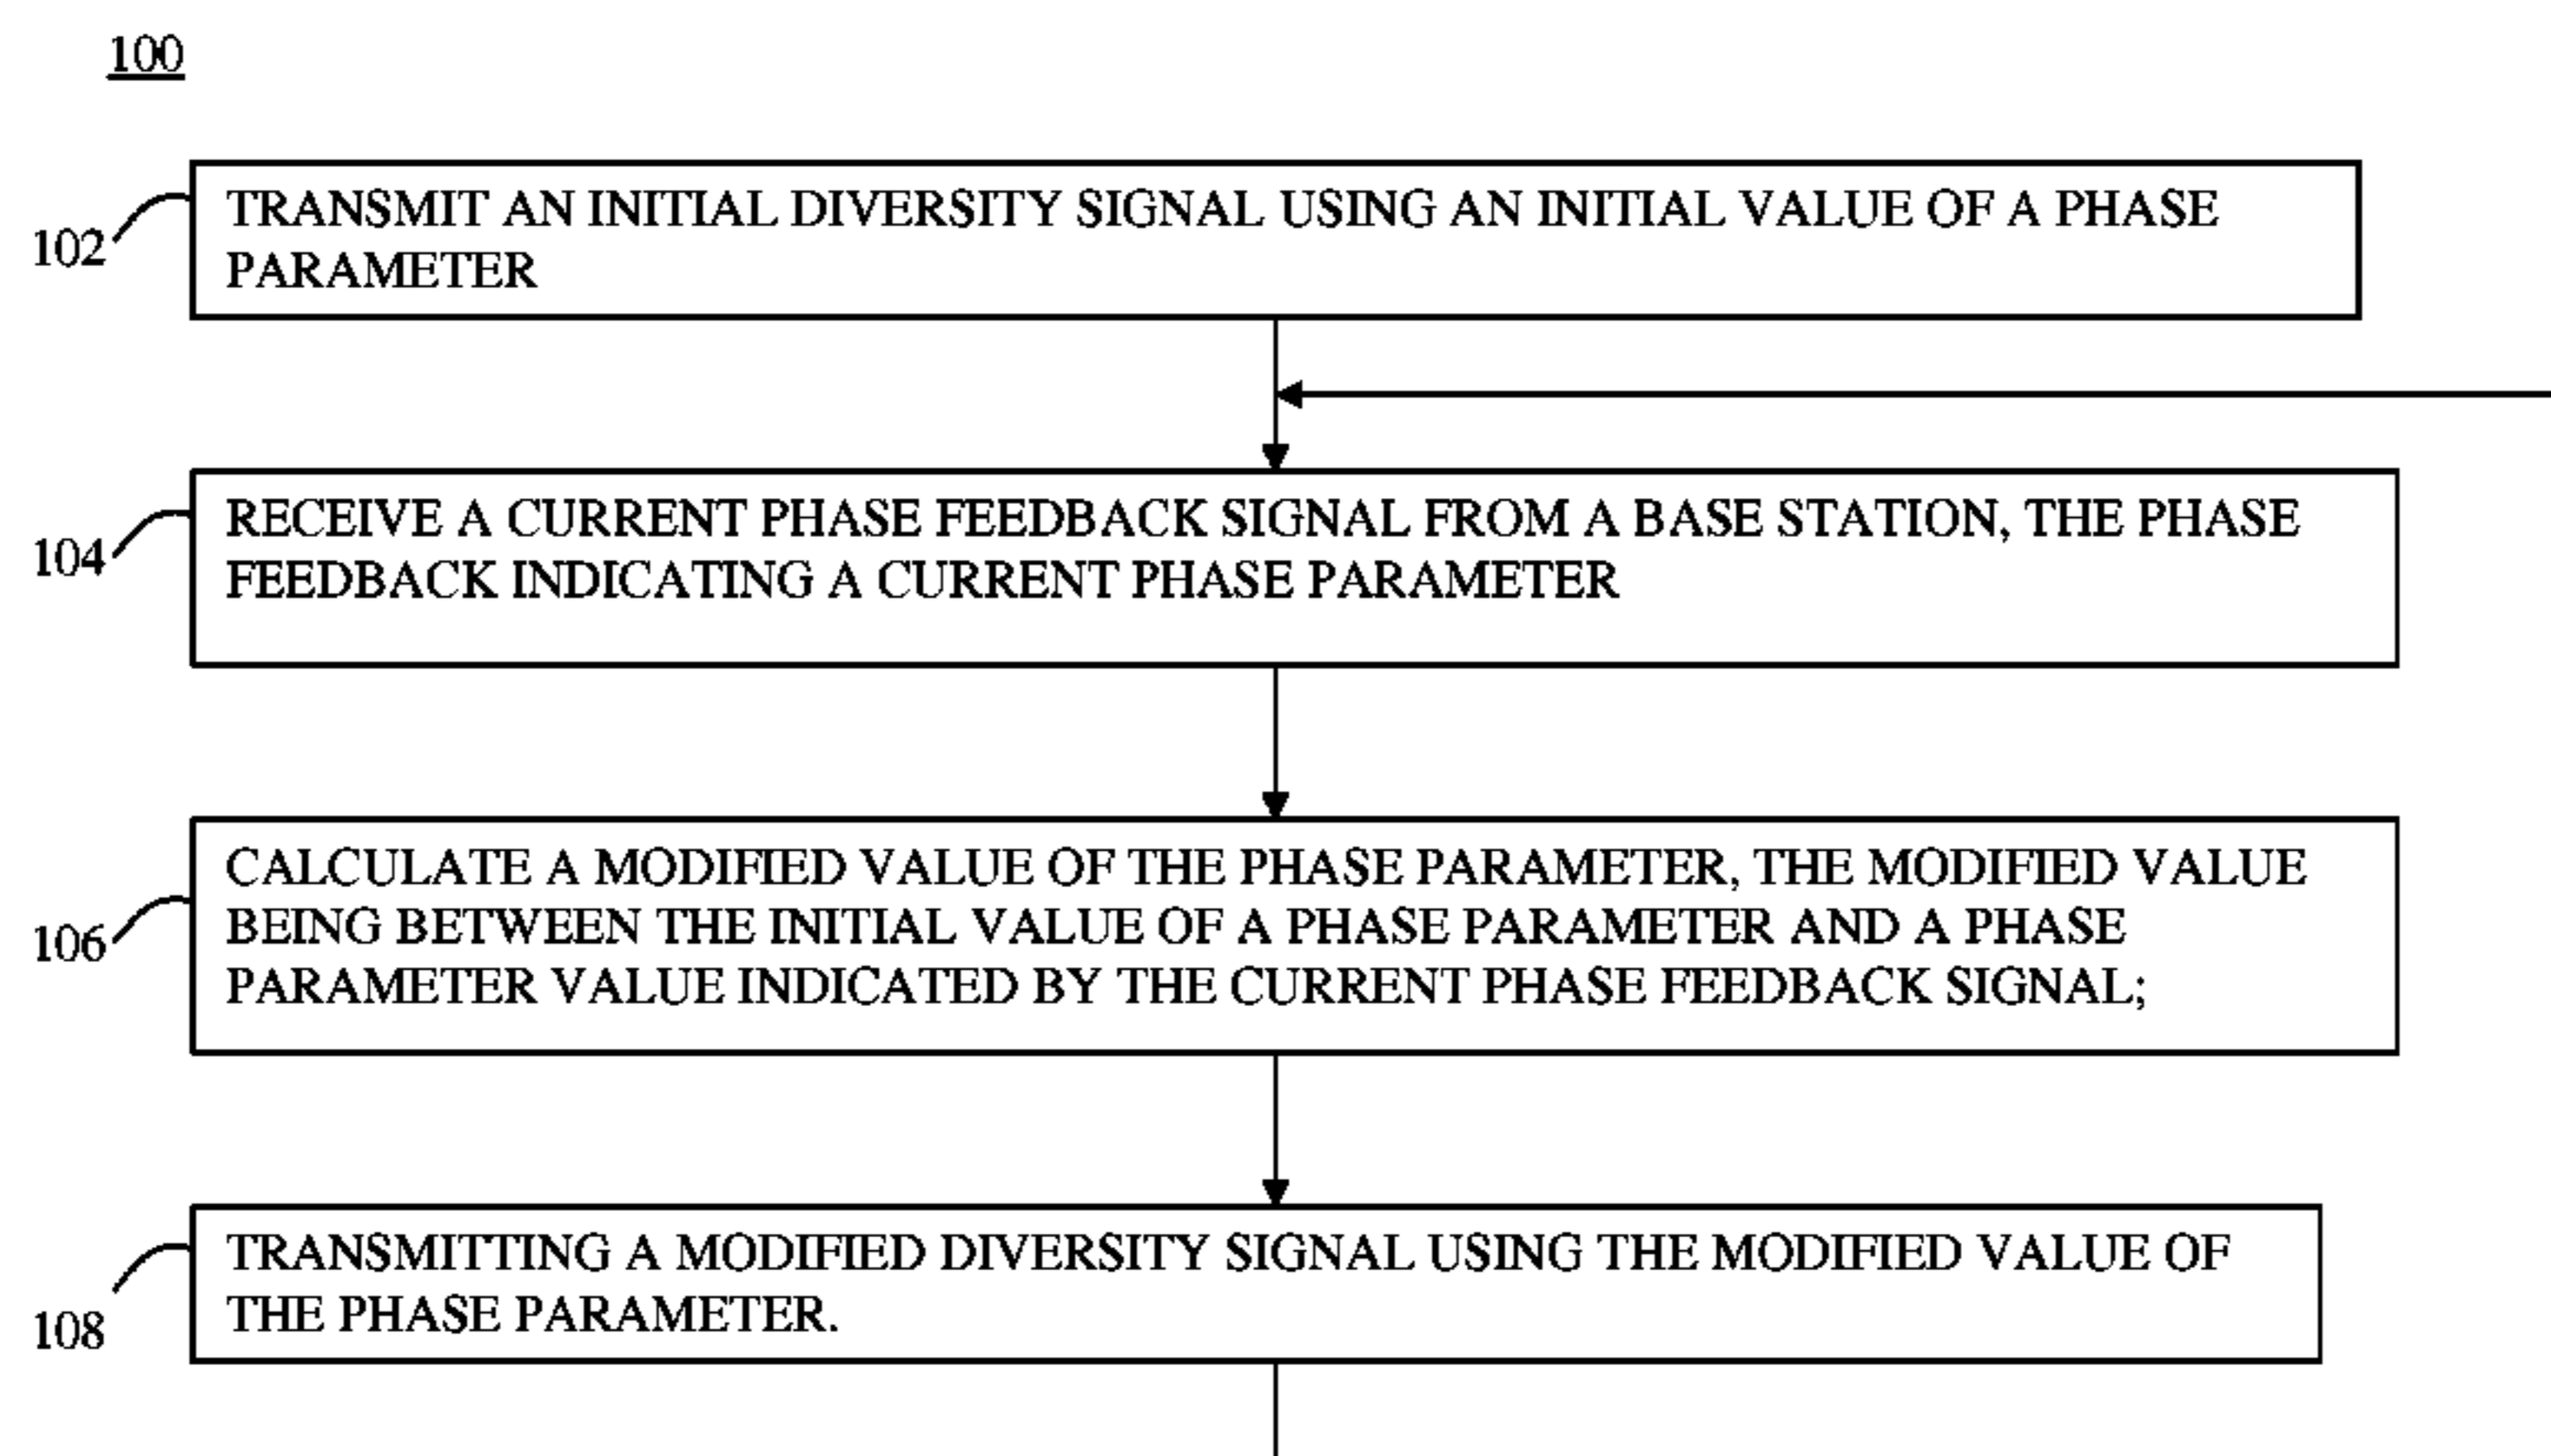 100
102
TRANSMIT AN INITIAL DIVERSITY SIGNAL USING AN INITIAL VALUE OF A PHASE
PARAMETER
104
RECEIVE A CURRENT PHASE FEEDBACK SIGNAL FROM A BASE STATION, THE PHASE
FEEDBACK INDICATING A CURRENT PHASE PARAMETER
106
CALCULATE A MODIFIED VALUE OF THE PHASE PARAMETER, THE MODIFIED VALUE
BEING BETWEEN THE INITIAL VALUE OF A PHASE PARAMETER AND A PHASE
PARAMETER VALUE INDICATED BY THE CURRENT PHASE FEEDBACK SIGNAL;
108
TRANSMITTING A MODIFIED DIVERSITY SIGNAL USING THE MODIFIED VALUE OF
THE PHASE PARAMETER.